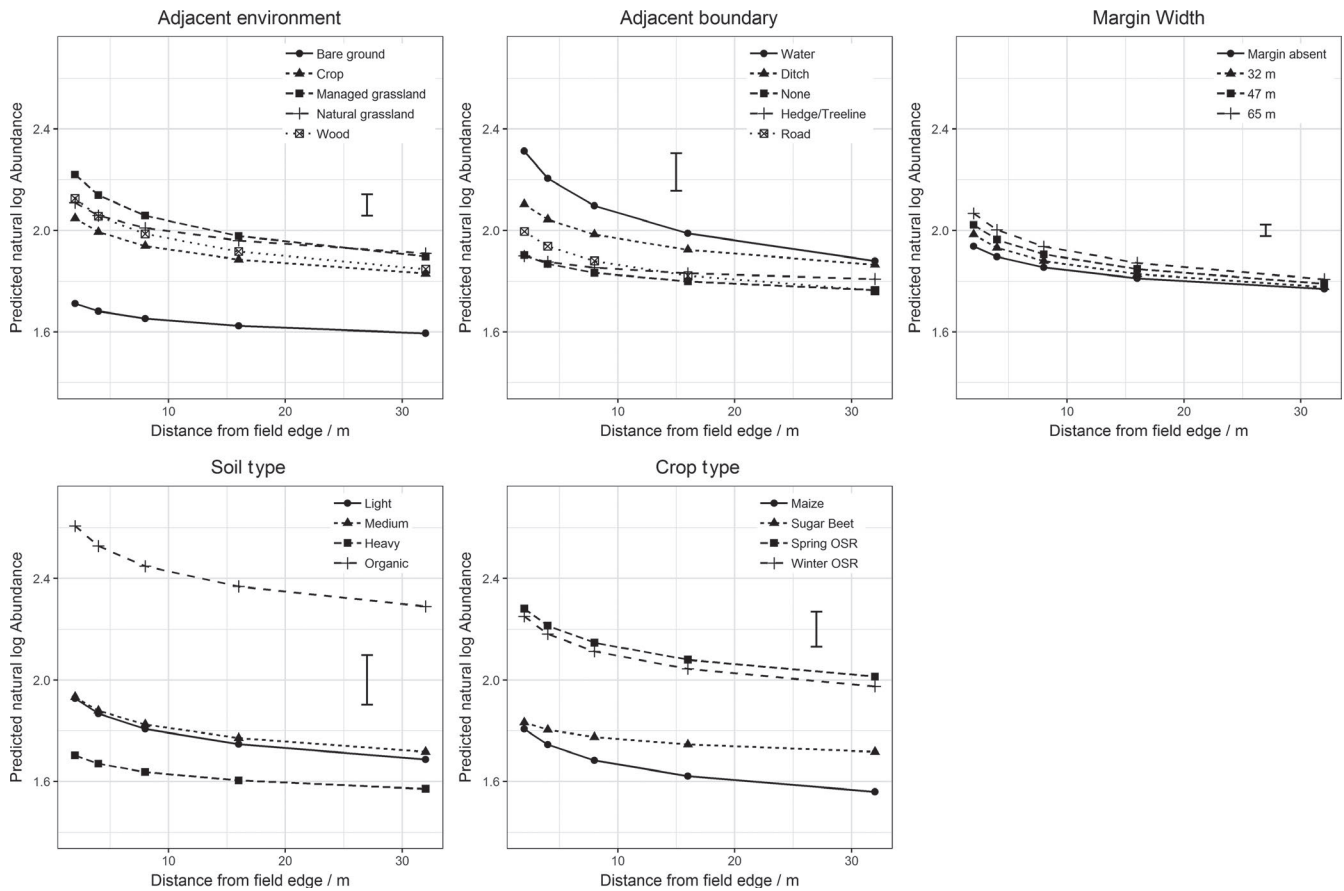 Adjacent environment
Bare ground
Crop
Managed grassland
Natural grassland
Wood
2.4
2.0
1.6
Predicted natural log Abundance
10
20
30
Distance from field edge / m
Adjacent boundary
Water
Ditch
None
Hedge/Treeline
Road
2.4
2.0
1.6
Predicted natural log Abundance
10
20
30
Distance from field edge / m
Margin Width
Margin absent
32 m
47 m
65 m
2.4
2.0
1.6
Predicted natural log Abundance
10
20
30
Distance from field edge / m
Soil type
Light
Medium
Heavy
Organic
2.4
2.0
1.6
Predicted natural log Abundance
10
20
30
Distance from field edge / m
Crop type
Maize
Sugar Beet
Spring OSR
Winter OSR
2.4
2.0
1.6
Predicted natural log Abundance
10
20
30
Distance from field edge / m